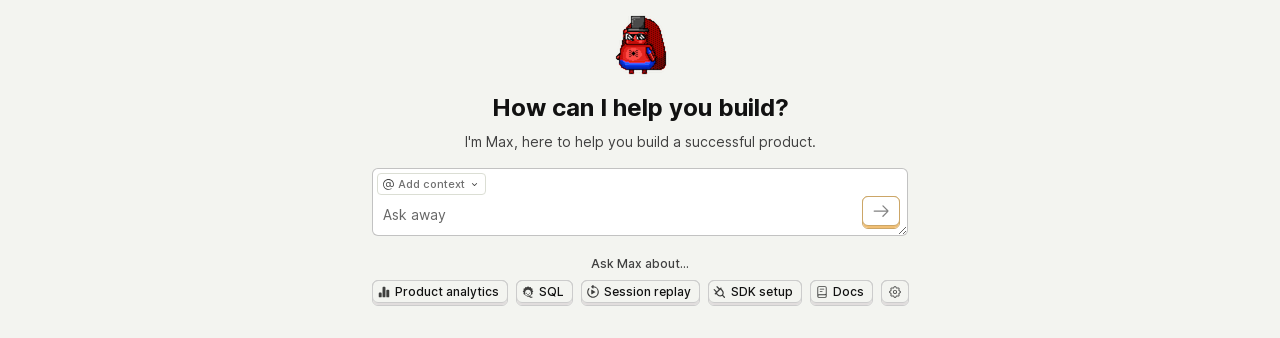 How can I help you build?
I'm Max, here to help you build a successful product.
@ Add context
Ask away
Ask Max about...
Product analytics SQL Session replay SDK setup Docs